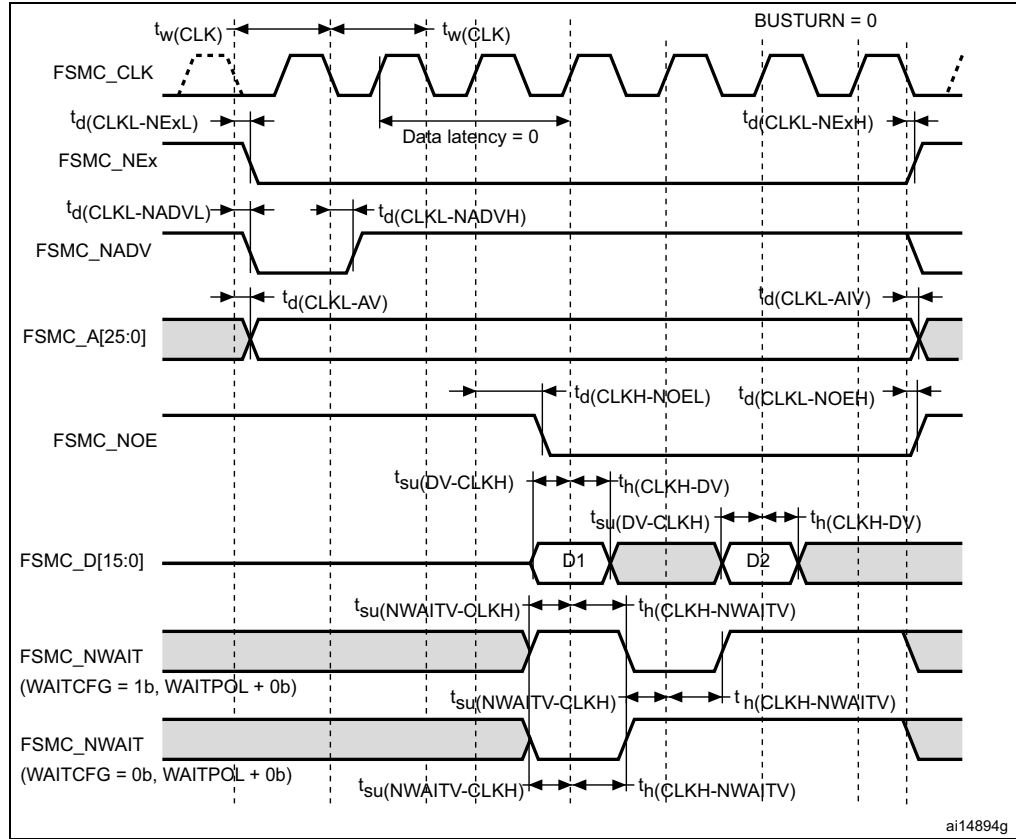 BUSTURN = 0
tw(CLK) tw(CLK)
FSMC_CLK
td(CLKL-NExL) Data latency = 0 td(CLKL-NExH)
FSMC_NEx
td(CLKL-NADVL) td(CLKL-NADVH)
FSMC_NADV
td(CLKL-AV) td(CLKL-AIV)
FSMC_A[25:0]
td(CLKH-NOEL) td(CLKL-NOEH)
FSMC_NOE
tsu(DV-CLKH) th(CLKH-DV)
tsu(DV-CLKH) th(CLKH-DV)
FSMC_D[15:0] D1 D2
tsu(NWAITV-CLKH) th(CLKH-NWAITV)
FSMC_NWAIT
(WAITCFG = 1b, WAITPOL + 0b)
tsu(NWAITV-CLKH) th(CLKH-NWAITV)
FSMC_NWAIT
(WAITCFG = 0b, WAITPOL + 0b)
tsu(NWAITV-CLKH) th(CLKH-NWAITV)
ai14894g